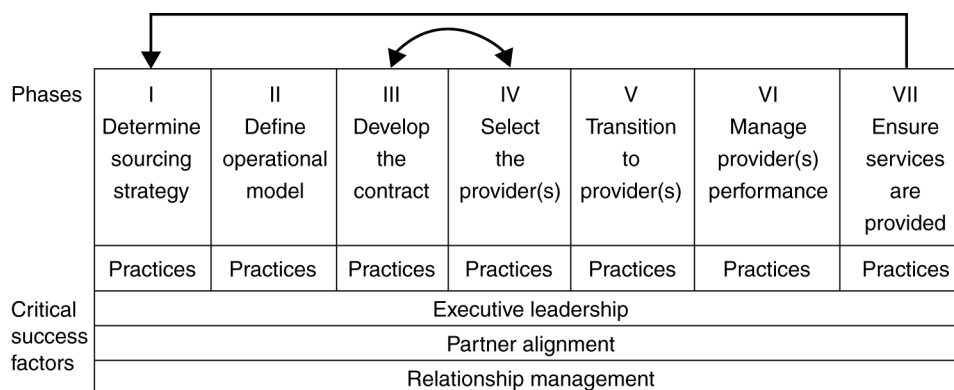 Phases
I
Determine
sourcing
strategy
II
Define
operational
model
III
Develop
the
contract
IV
Select
the
provider(s)
V
Transition
to
provider(s)
VI
Manage
provider(s)
performance
VII
Ensure
services
are
provided
Practices
Practices
Practices
Practices
Practices
Practices
Practices
Critical
success
factors
Executive leadership
Partner alignment
Relationship management